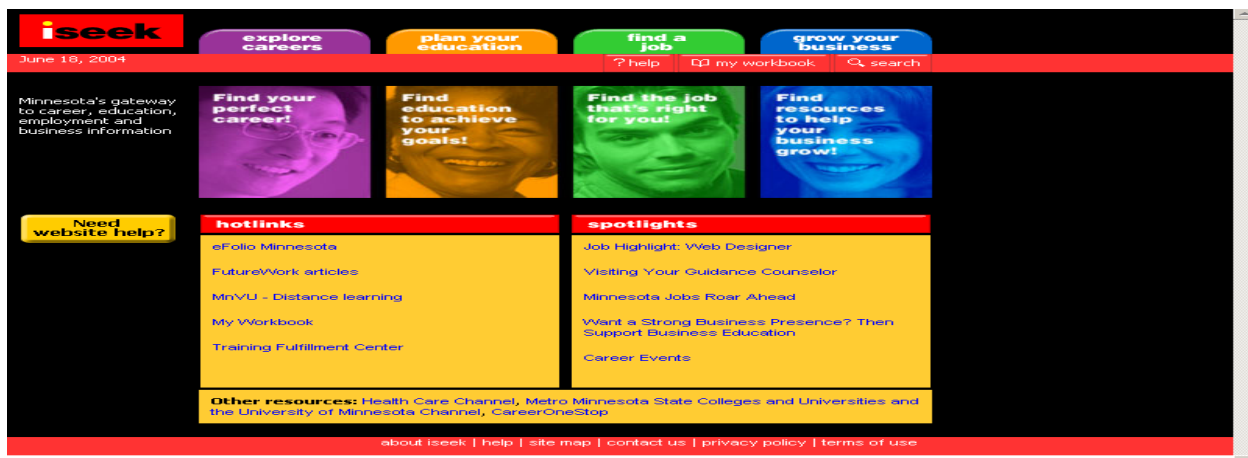 iseek
explore
careers
plan your
education
find a
job
grow your
business
June 18, 2004
? help
my workbook
search
Minnesota's gateway
to career, education,
employment and
business information
Find your
perfect
career!
Find
education
to achieve
your
goals!
Find the job
that's right
for you!
Find
resources
to help
your
business
grow!
Need
website help?
hotlinks
eFolio Minnesota
FutureWork articles
MnVU - Distance learning
My Workbook
Training Fulfillment Center
spotlights
Job Highlight: Web Designer
Visiting Your Guidance Counselor
Minnesota Jobs Roar Ahead
Want a Strong Business Presence? Then
Support Business Education
Career Events
Other resources: Health Care Channel, Metro Minnesota State Colleges and Universities and
the University of Minnesota Channel, CareerOneStop
about iseek | help | site map | contact us | privacy policy | terms of use